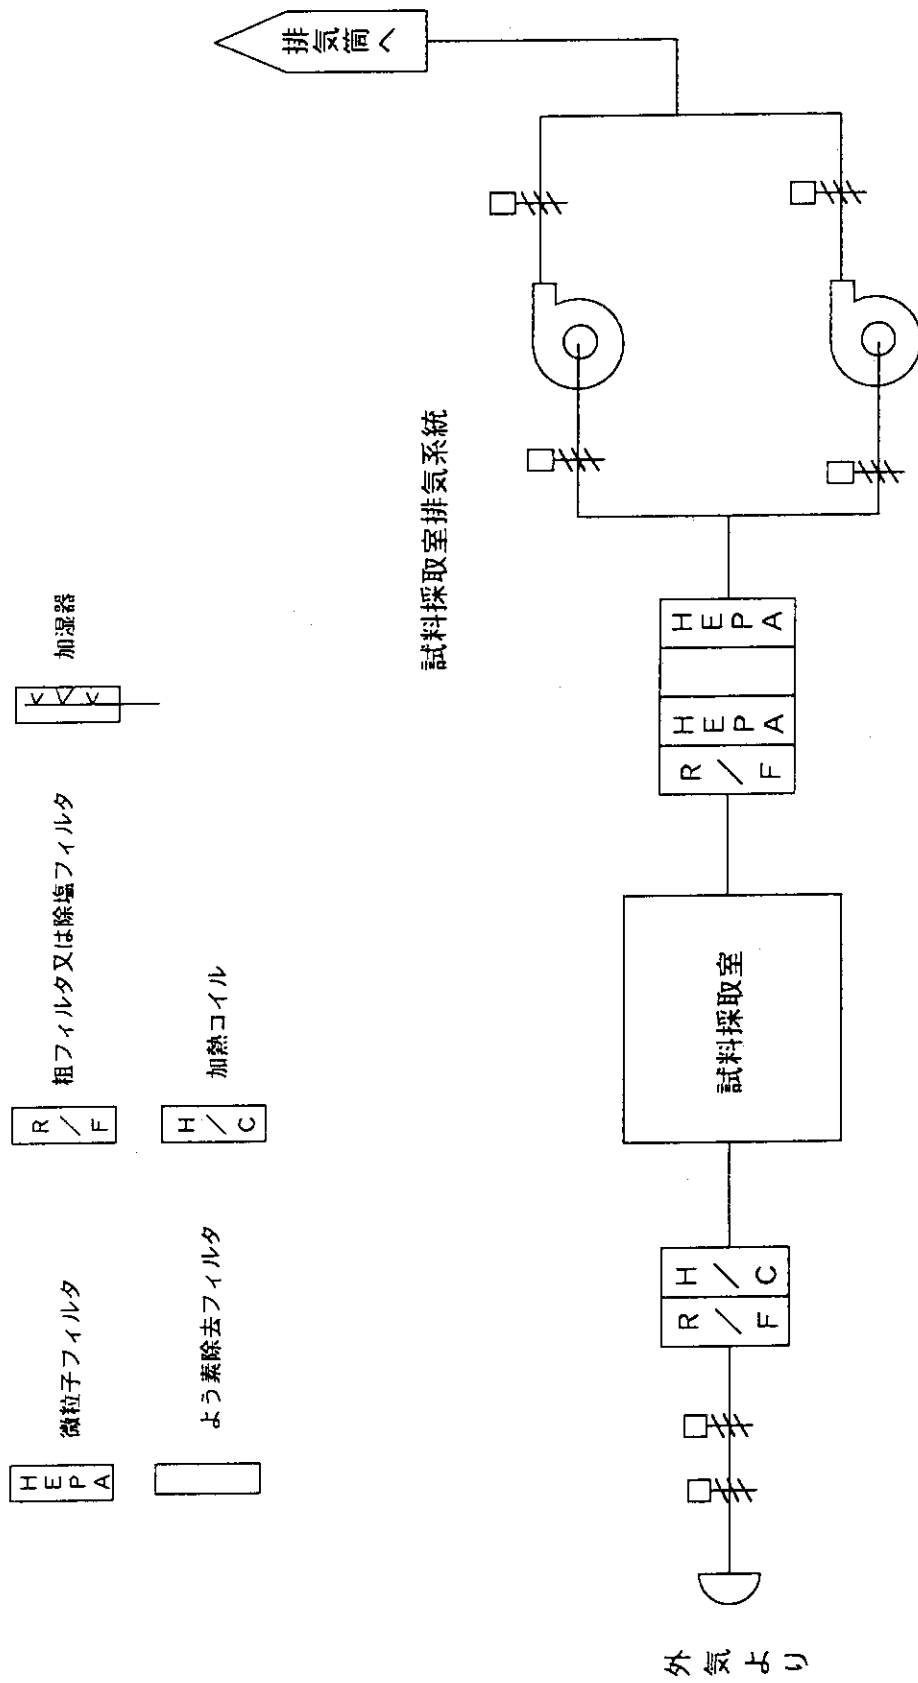 HEPA 微粒子フィルタ
R/F 粗フィルタ又は除塩フィルタ
加湿器
よう素除去フィルタ
H/C 加熱コイル
試料採取室排気系統
外気より
R/F
H/C
試料採取室
R/F
HEPA
HEPA
排気筒へ